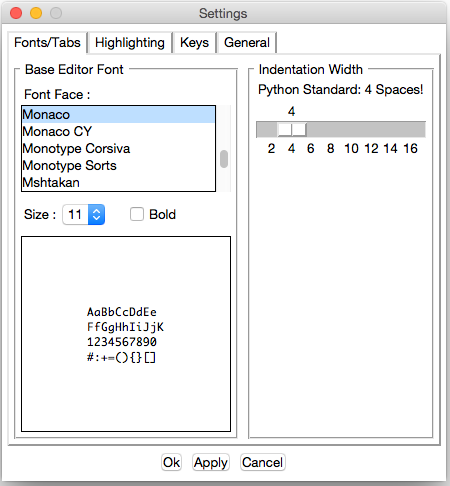 Settings
Fonts/Tabs Highlighting Keys General
Base Editor Font
Font Face :
Monaco
Monaco CY
Monotype Corsiva
Monotype Sorts
Mshtakan
Size : 11 Bold
AaBbCcDdEe
FfGgHhIiJjK
1234567890
#:+=(){}[]
Indentation Width
Python Standard: 4 Spaces!
4
2 4 6 8 10 12 14 16
Ok Apply Cancel